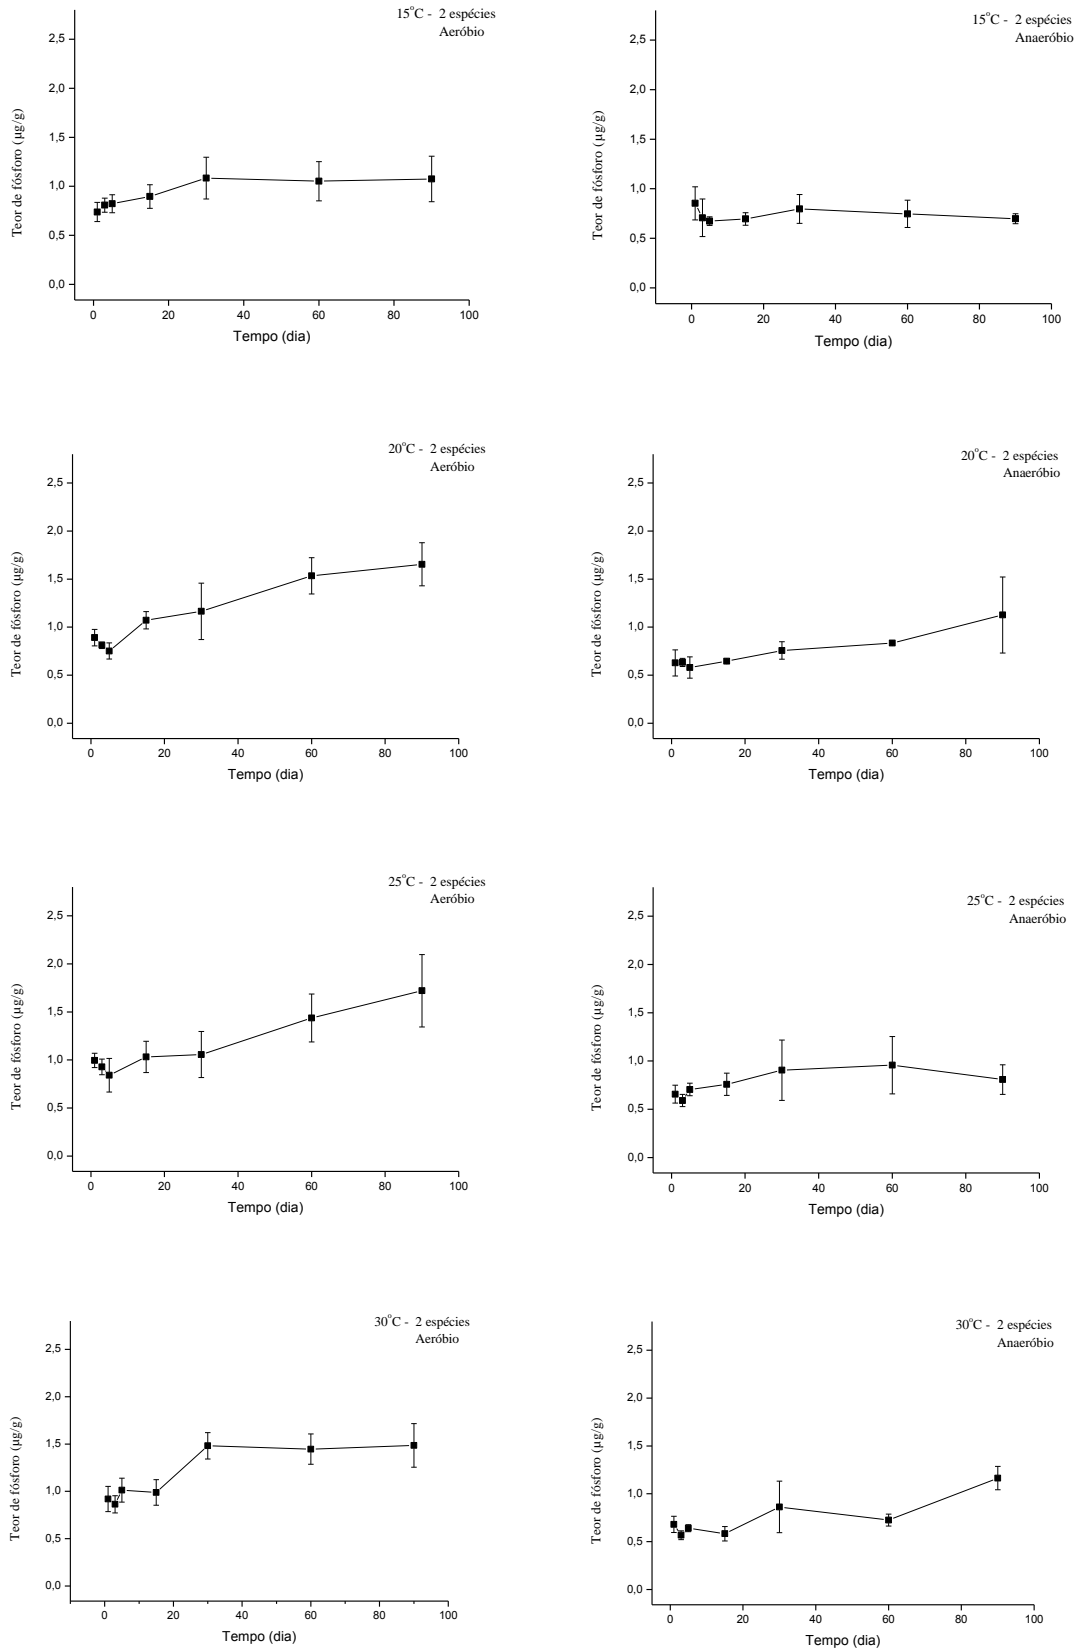 15°C - 2 espécies
Aeróbio
2,5
2,0
1,5
1,0
0,5
0,0
Teor de fósforo (µg/g)
0 20 40 60 80 100
Tempo (dia)
15°C - 2 espécies
Anaeróbio
2,5
2,0
1,5
1,0
0,5
0,0
Teor de fósforo (µg/g)
0 20 40 60 80 100
Tempo (dia)
20°C - 2 espécies
Aeróbio
2,5
2,0
1,5
1,0
0,5
0,0
Teor de fósforo (µg/g)
0 20 40 60 80 100
Tempo (dia)
20°C - 2 espécies
Anaeróbio
2,5
2,0
1,5
1,0
0,5
0,0
Teor de fósforo (µg/g)
0 20 40 60 80 100
Tempo (dia)
25°C - 2 espécies
Aeróbio
2,5
2,0
1,5
1,0
0,5
0,0
Teor de fósforo (µg/g)
0 20 40 60 80 100
Tempo (dia)
25°C - 2 espécies
Anaeróbio
2,5
2,0
1,5
1,0
0,5
0,0
Teor de fósforo (µg/g)
0 20 40 60 80 100
Tempo (dia)
30°C - 2 espécies
Aeróbio
2,5
2,0
1,5
1,0
0,5
0,0
Teor de fósforo (µg/g)
0 20 40 60 80 100
Tempo (dia)
30°C - 2 espécies
Anaeróbio
2,5
2,0
1,5
1,0
0,5
0,0
Teor de fósforo (µg/g)
0 20 40 60 80 100
Tempo (dia)